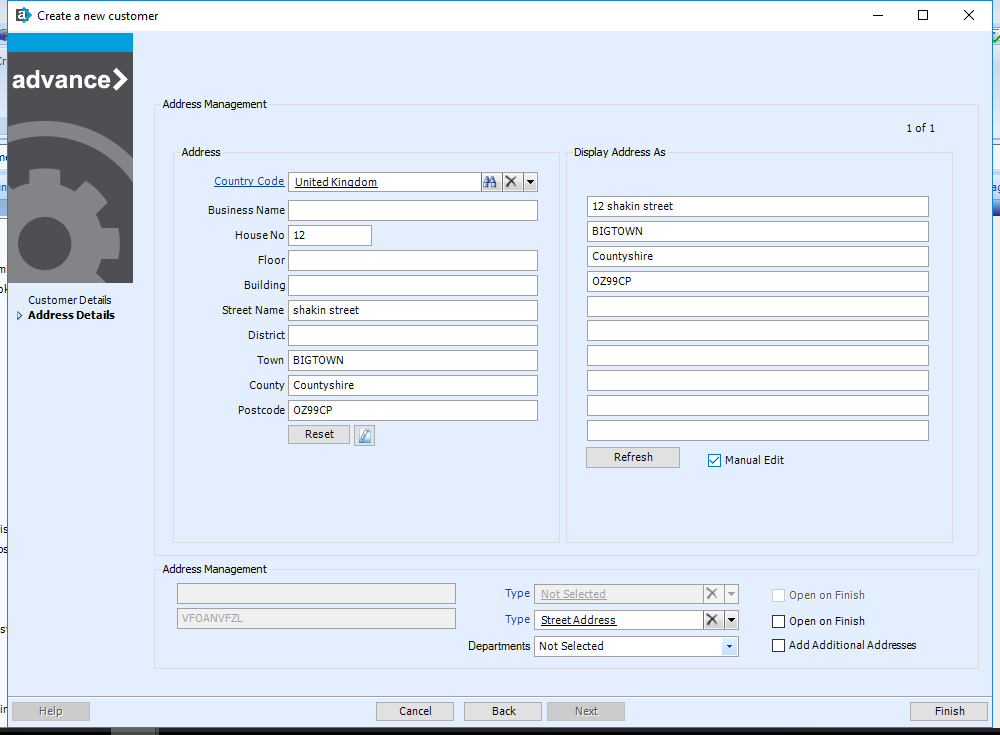 Create a new customer
advance
Customer Details
Address Details
Address Management
1 of 1
Address
Country Code United Kingdom
Business Name
House No 12
Floor
Building
Street Name shakin street
District
Town BIGTOWN
County Countyshire
Postcode OZ99CP
Reset
Display Address As
12 shakin street
BIGTOWN
Countyshire
OZ99CP
Refresh Manual Edit
Address Management
Type Not Selected Open on Finish
VFOANVFZL Type Street Address Open on Finish
Departments Not Selected Add Additional Addresses
Help Cancel Back Next Finish